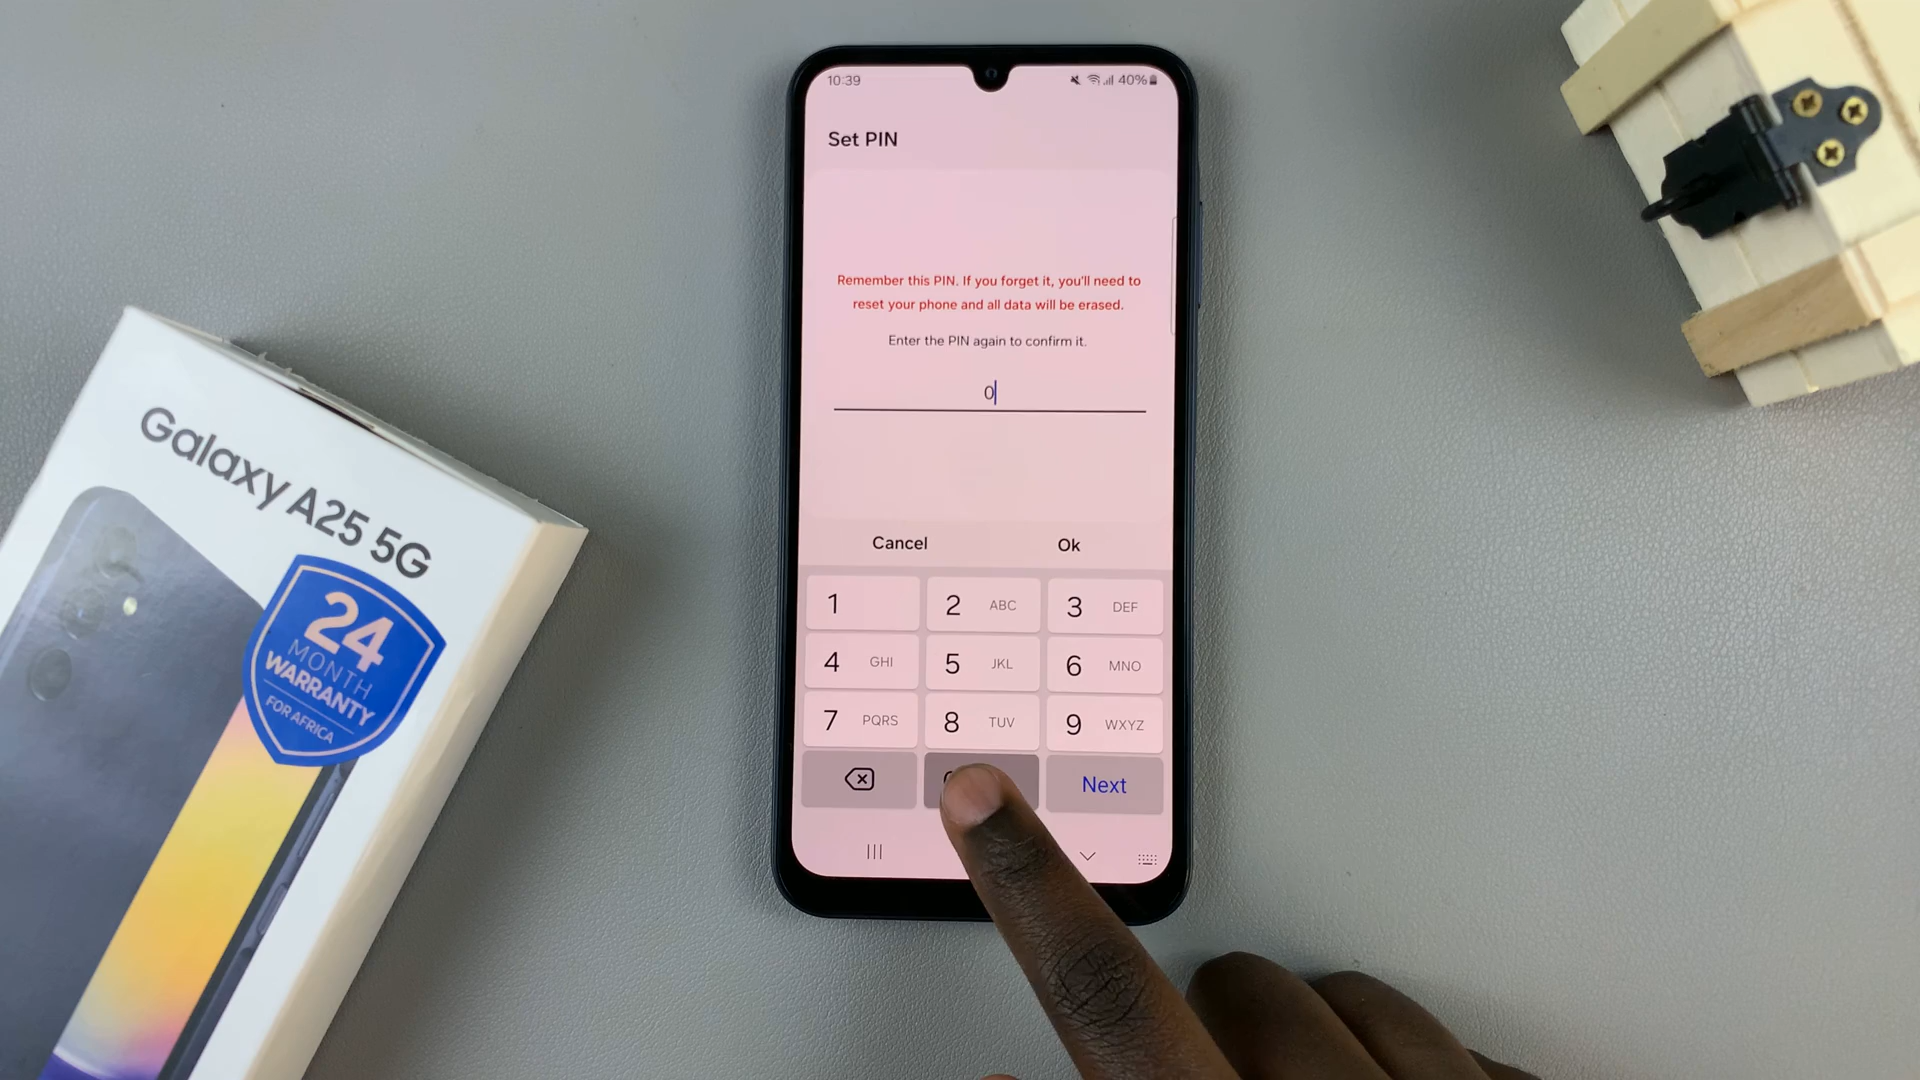 10:39
40%
Set PIN
Remember this PIN. If you forget it, you'll need to
reset your phone and all data will be erased.
Enter the PIN again to confirm it.
0
Cancel Ok
1 2 ABC 3 DEF
4 GHI 5 JKL 6 MNO
7 PQRS 8 TUV 9 WXYZ
Next
Galaxy A25 5G
24
MONTH
WARRANTY
FOR AFRICA